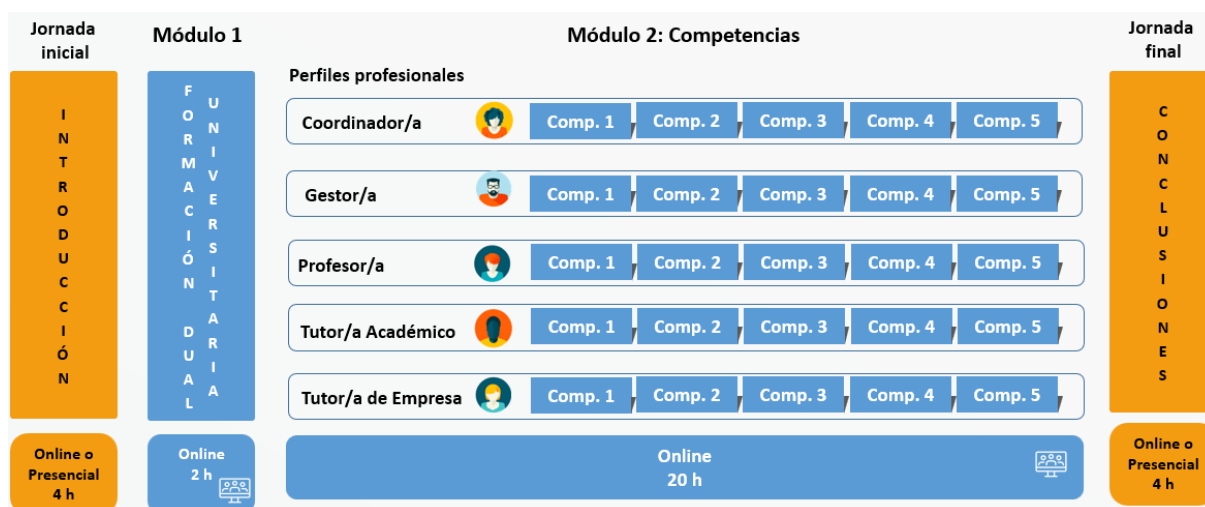 Jornada
inicial
INTRODUCCIÓN
Online o
Presencial
4 h
Módulo 1
FORMACIÓN DUAL
UNIVERSITARIA
Online
2 h
Módulo 2: Competencias
Perfiles profesionales
Coordinador/a Comp. 1 Comp. 2 Comp. 3 Comp. 4 Comp. 5
Gestor/a Comp. 1 Comp. 2 Comp. 3 Comp. 4 Comp. 5
Profesor/a Comp. 1 Comp. 2 Comp. 3 Comp. 4 Comp. 5
Tutor/a Académico Comp. 1 Comp. 2 Comp. 3 Comp. 4 Comp. 5
Tutor/a de Empresa Comp. 1 Comp. 2 Comp. 3 Comp. 4 Comp. 5
Online
20 h
Jornada
final
CONCLUSIONES
Online o
Presencial
4 h